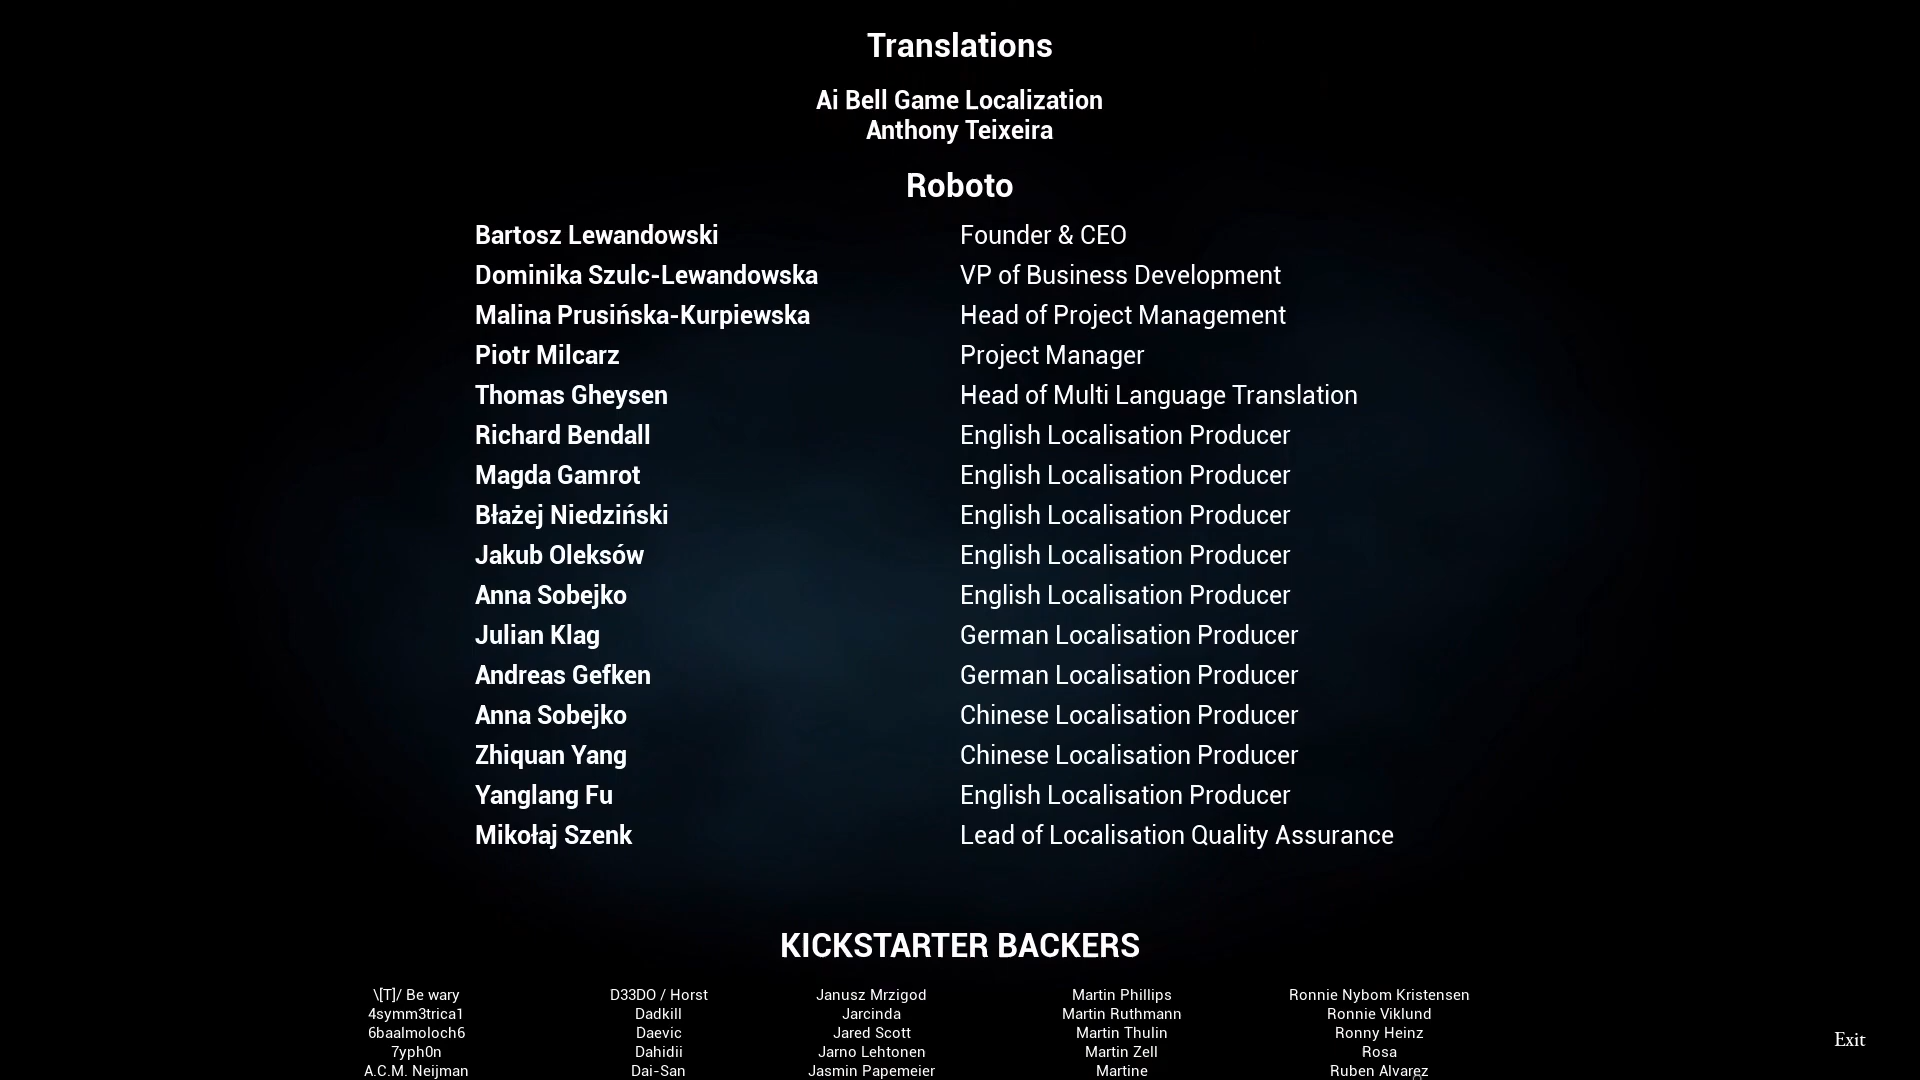 Translations
Ai Bell Game Localization
Anthony Teixeira
Roboto
Bartosz Lewandowski Founder & CEO
Dominika Szulc-Lewandowska VP of Business Development
Malina Prusińska-Kurpiewska Head of Project Management
Piotr Milcarz Project Manager
Thomas Gheysen Head of Multi Language Translation
Richard Bendall English Localisation Producer
Magda Gamrot English Localisation Producer
Błażej Niedziński English Localisation Producer
Jakub Oleksów English Localisation Producer
Anna Sobejko English Localisation Producer
Julian Klag German Localisation Producer
Andreas Gefken German Localisation Producer
Anna Sobejko Chinese Localisation Producer
Zhiquan Yang Chinese Localisation Producer
Yanglang Fu English Localisation Producer
Mikołaj Szenk Lead of Localisation Quality Assurance
KICKSTARTER BACKERS
\[T]/ Be wary D33DO / Horst Janusz Mrzigod Martin Phillips Ronnie Nybom Kristensen
4symm3trica1 Dadkill Jarcinda Martin Ruthmann Ronnie Viklund
6baalmoloch6 Daevic Jared Scott Martin Thulin Ronny Heinz
7yph0n Dahidii Jarno Lehtonen Martin Zell Rosa
A.C.M. Neijman Dai-San Jasmin Papemeier Martine Ruben Alvarez
Exit